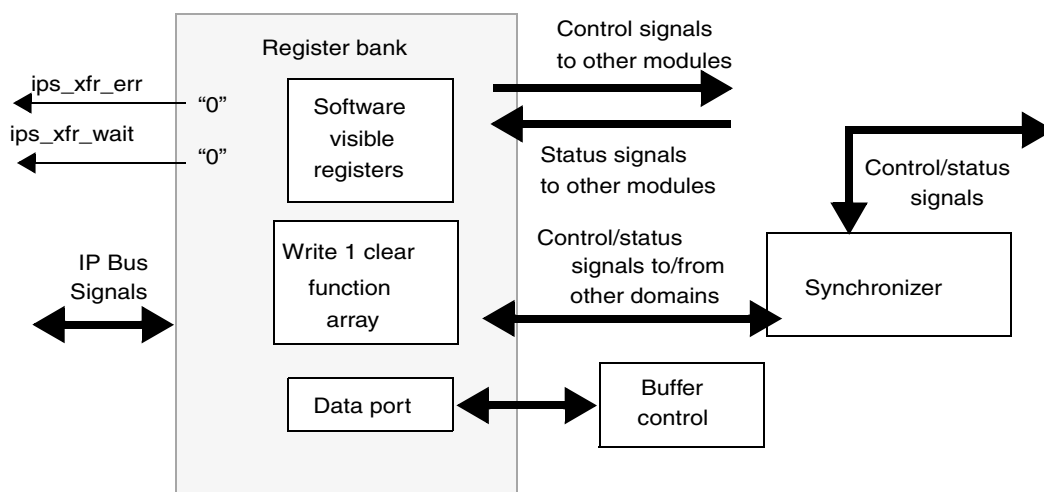 Register bank
ips_xfr_err
"0"
ips_xfr_wait
"0"
Software
visible
registers
Control signals
to other modules
Status signals
to other modules
Control/status
signals
IP Bus
Signals
Write 1 clear
function
array
Control/status
signals to/from
other domains
Synchronizer
Data port
Buffer
control